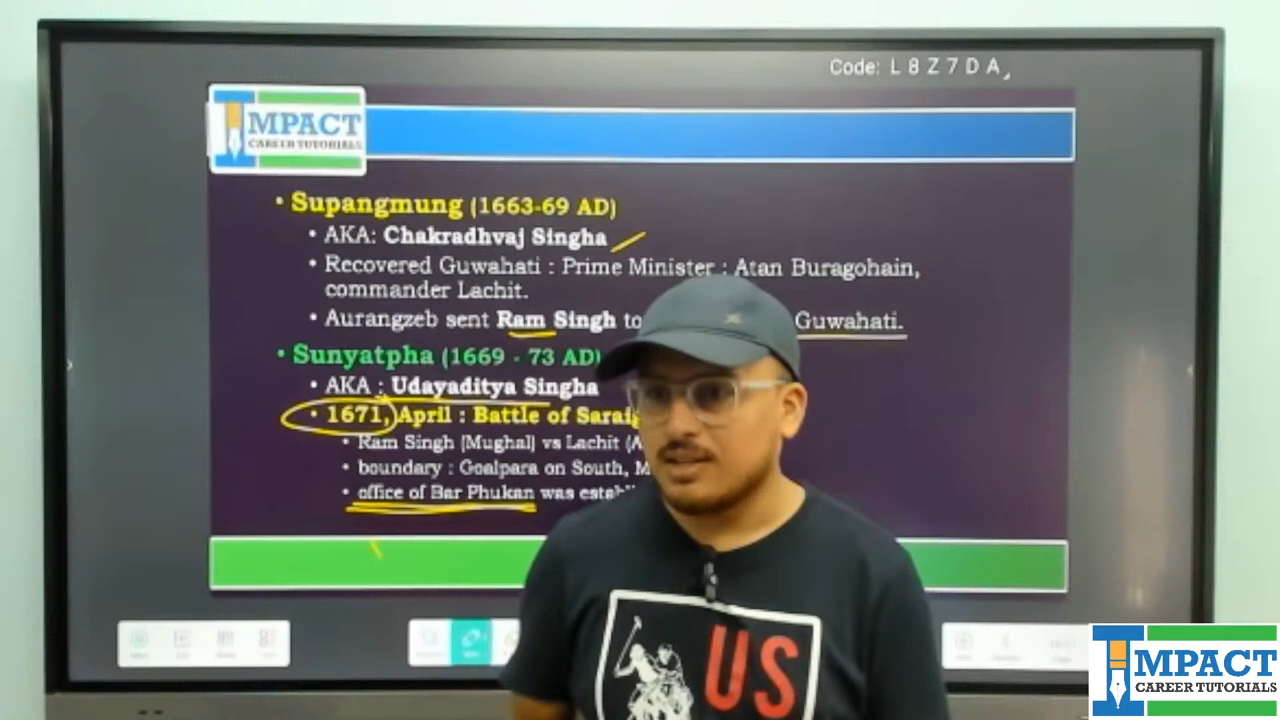 Code: L8Z7DA
IMPACT
CAREER TUTORIALS
• Supangmung (1663-69 AD)
• AKA: Chakradhvaj Singha
• Recovered Guwahati : Prime Minister : Atan Buragohain,
commander Lachit.
• Aurangzeb sent Ram Singh to Guwahati.
• Sunyatpha (1669 - 73 AD)
• AKA : Udayaditya Singha
• 1671, April : Battle of
• Ram Singh (Mughal) vs Lachit
• boundary : Goalpara on South,
• office of Bar Phukan was
US
IMPACT
CAREER TUTORIALS